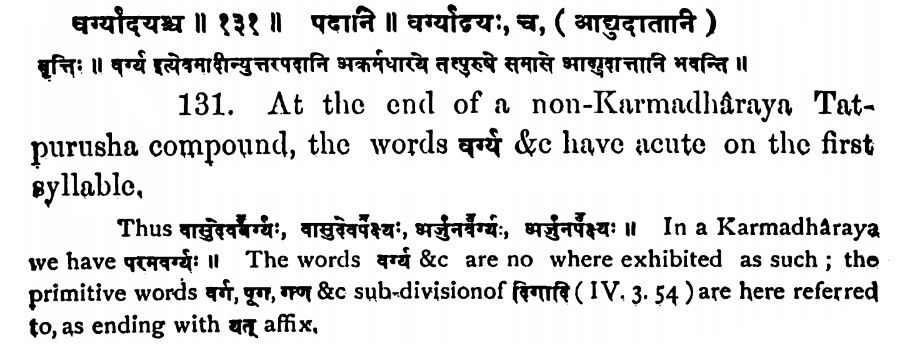 वर्ग्यादयश्च ॥ १३१ ॥ पदानि ॥ वर्ग्यादयः, च, ( आद्युदातानि )
वृत्तिः ॥ वर्ग्य इत्येवमादीन्युत्तरपदानि अकर्मधारये तत्पुरुषे समासे आद्युदात्तानि भवन्ति ॥
131. At the end of a non-Karmadhâraya Tat-
purusha compound, the words वर्ग्य &c have acute on the first
syllable.
Thus वासुदेववर्ग्यः, वासुदेवपक्ष्यः, अर्जुनवर्ग्यः, अर्जुनपक्ष्यः ॥ In a Karmadhâraya
we have परमवर्ग्यः ॥ The words वर्ग्य &c are no where exhibited as such ; the
primitive words वर्ग, पूग, गण &c sub-divisionof दिगादि ( IV. 3. 54 ) are here referred
to, as ending with यत् affix.